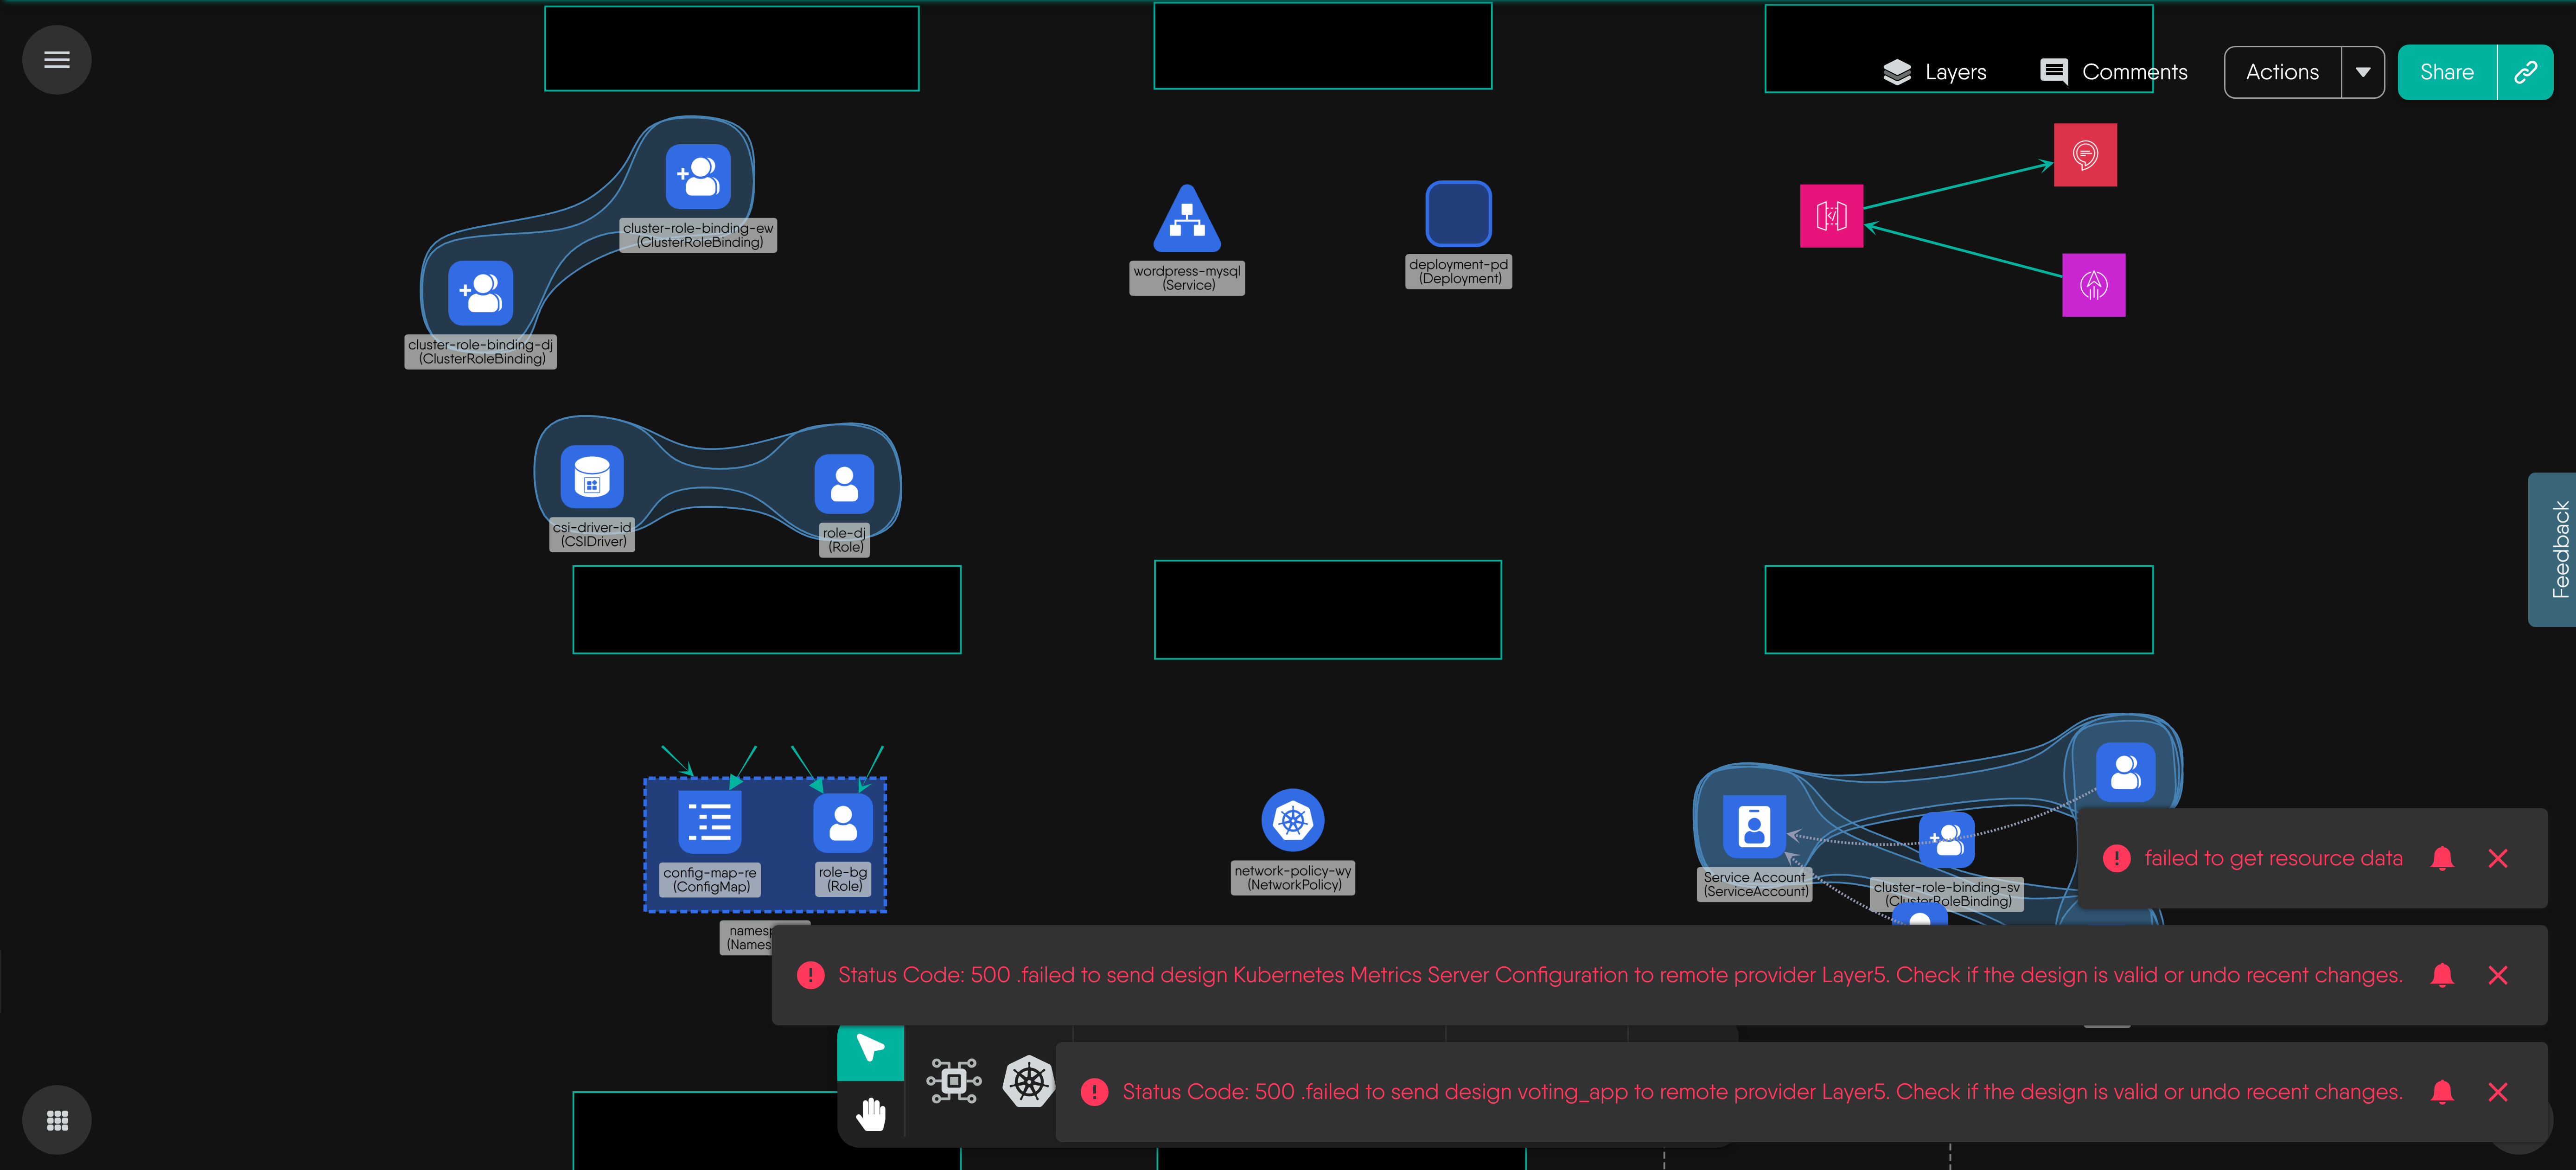 Layers
Comments
Actions
Share
cluster-role-binding-ew
(ClusterRoleBinding)
cluster-role-binding-dj
(ClusterRoleBinding)
wordpress-mysql
(Service)
deployment-pd
(Deployment)
csi-driver-id
(CSIDriver)
role-dj
(Role)
Feedback
config-map-re
(ConfigMap)
role-bg
(Role)
network-policy-wy
(NetworkPolicy)
Service Account
(ServiceAccount)
cluster-role-binding-sv
(ClusterRoleBinding)
failed to get resource data
Status Code: 500 .failed to send design Kubernetes Metrics Server Configuration to remote provider Layer5. Check if the design is valid or undo recent changes.
Status Code: 500 .failed to send design voting_app to remote provider Layer5. Check if the design is valid or undo recent changes.